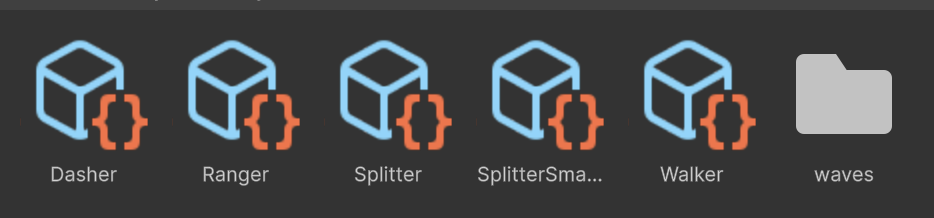 Dasher
Ranger
Splitter
SplitterSma...
Walker
waves